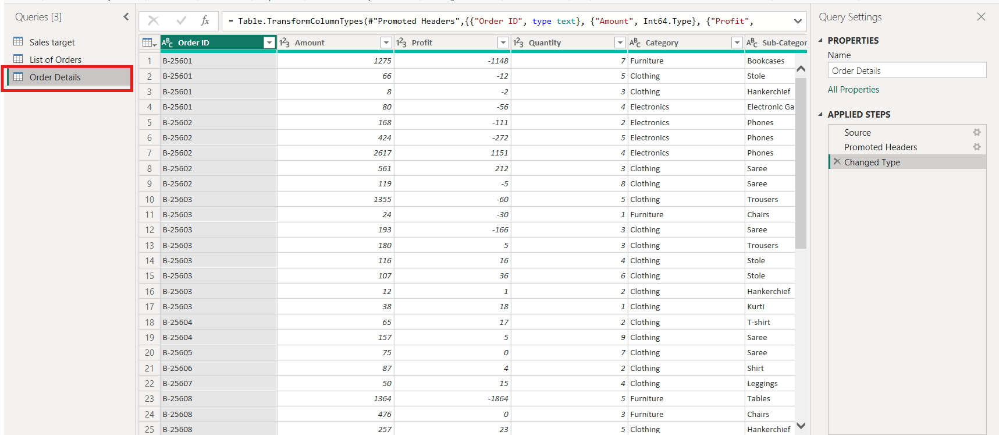 Queries [3]
Sales target
List of Orders
Order Details
fx
= Table.TransformColumnTypes(#"Promoted Headers",{{"Order ID", type text}, {"Amount", Int64.Type}, {"Profit",
ABC Order ID 123 Amount 123 Profit 123 Quantity ABC Category ABC Sub-Categor
1 B-25601 1275 -1148 7 Furniture Bookcases
2 B-25601 66 -12 5 Clothing Stole
3 B-25601 8 -2 3 Clothing Hankerchief
4 B-25601 80 -56 4 Electronics Electronic Ga
5 B-25602 168 -111 2 Electronics Phones
6 B-25602 424 -272 5 Electronics Phones
7 B-25602 2617 1151 4 Electronics Phones
8 B-25602 561 212 3 Clothing Saree
9 B-25602 119 -5 8 Clothing Saree
10 B-25603 1355 -60 5 Clothing Trousers
11 B-25603 24 -30 1 Furniture Chairs
12 B-25603 193 -166 3 Clothing Saree
13 B-25603 180 5 3 Clothing Trousers
14 B-25603 116 16 4 Clothing Stole
15 B-25603 107 36 6 Clothing Stole
16 B-25603 12 1 2 Clothing Hankerchief
17 B-25603 38 18 1 Clothing Kurti
18 B-25604 65 17 2 Clothing T-shirt
19 B-25604 157 5 9 Clothing Saree
20 B-25605 75 0 7 Clothing Saree
21 B-25606 87 4 2 Clothing Shirt
22 B-25607 50 15 4 Clothing Leggings
23 B-25608 1364 -1864 5 Furniture Tables
24 B-25608 476 0 3 Furniture Chairs
25 B-25608 257 23 5 Clothing Hankerchief
Query Settings
PROPERTIES
Name
Order Details
All Properties
APPLIED STEPS
Source
Promoted Headers
Changed Type